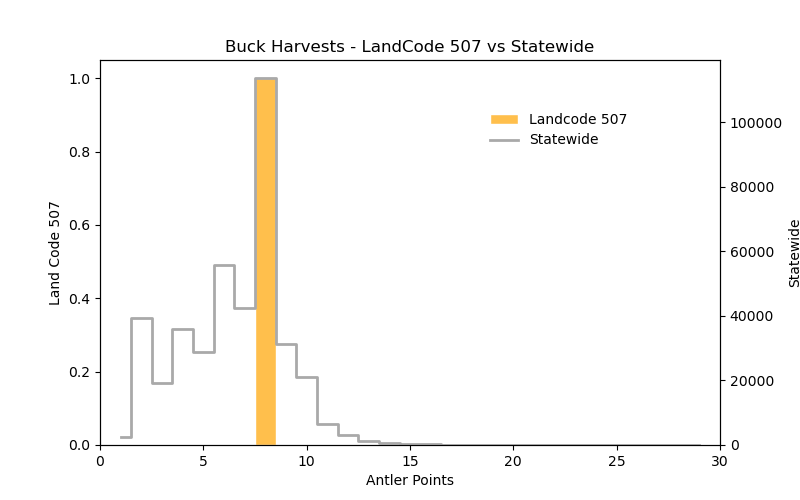 Buck Harvests - LandCode 507 vs Statewide
1.0
0.8
0.6
0.4
0.2
0.0
Land Code 507
100000
80000
60000
40000
20000
0
Statewide
Landcode 507
Statewide
0 5 10 15 20 25 30
Antler Points